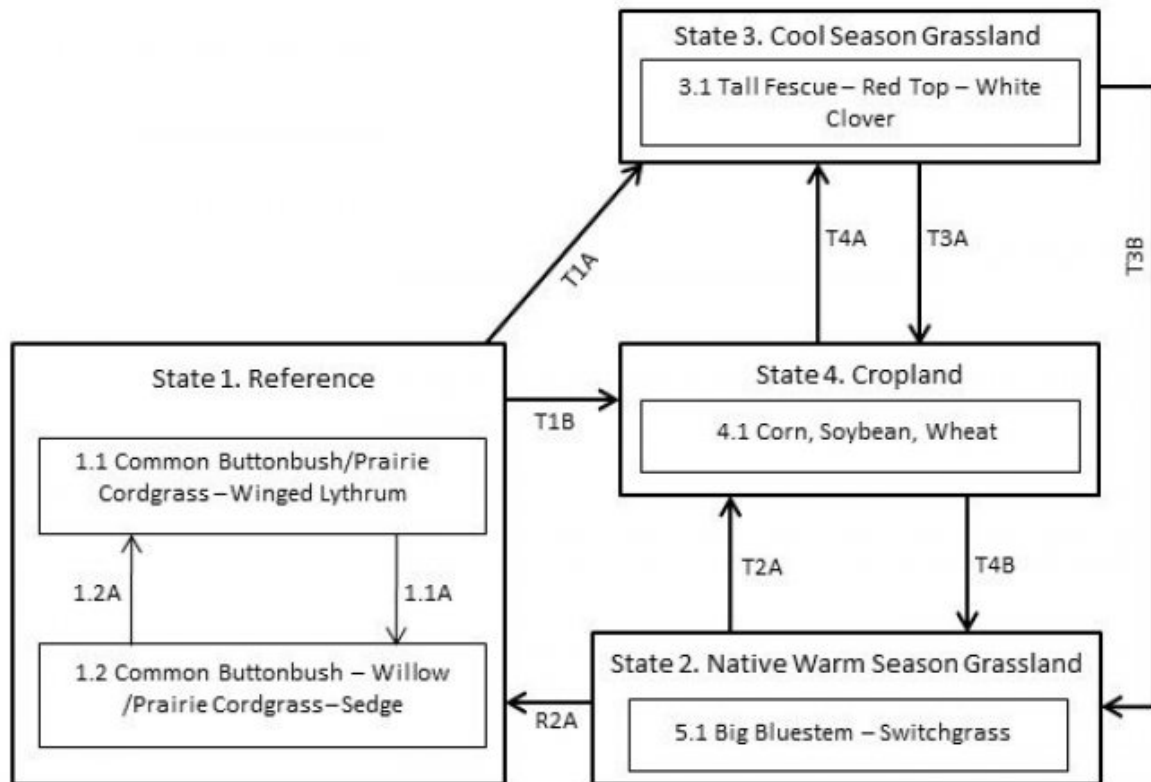 State 3. Cool Season Grassland
3.1 Tall Fescue – Red Top – White
Clover
T1A
T4A
T3A
T3B
State 1. Reference
1.1 Common Buttonbush/Prairie
Cordgrass – Winged Lythrum
1.2A
1.1A
1.2 Common Buttonbush – Willow
/Prairie Cordgrass–Sedge
T1B
State 4. Cropland
4.1 Corn, Soybean, Wheat
T2A
T4B
R2A
State 2. Native Warm Season Grassland
5.1 Big Bluestem – Switchgrass